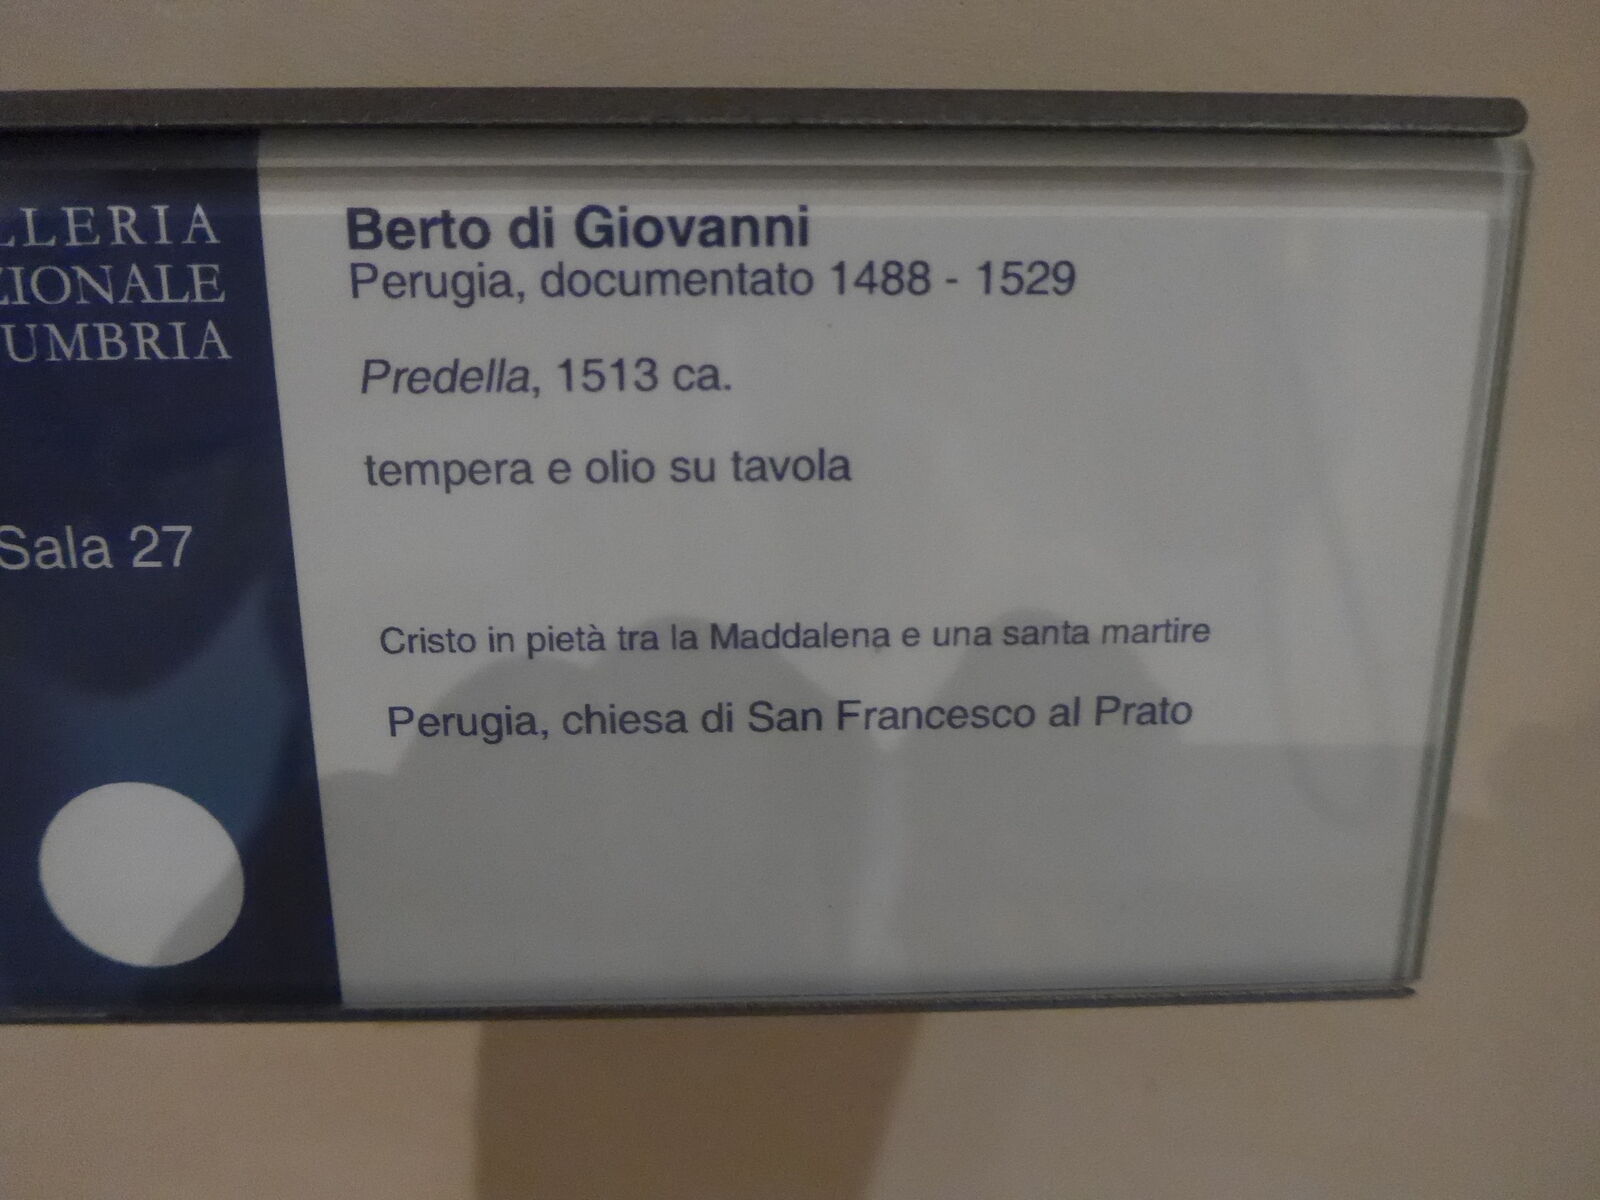 LLERIA
ZIONALE
UMBRIA
Sala 27
Berto di Giovanni
Perugia, documentato 1488 - 1529
Predella, 1513 ca.
tempera e olio su tavola
Cristo in pietà tra la Maddalena e una santa martire
Perugia, chiesa di San Francesco al Prato